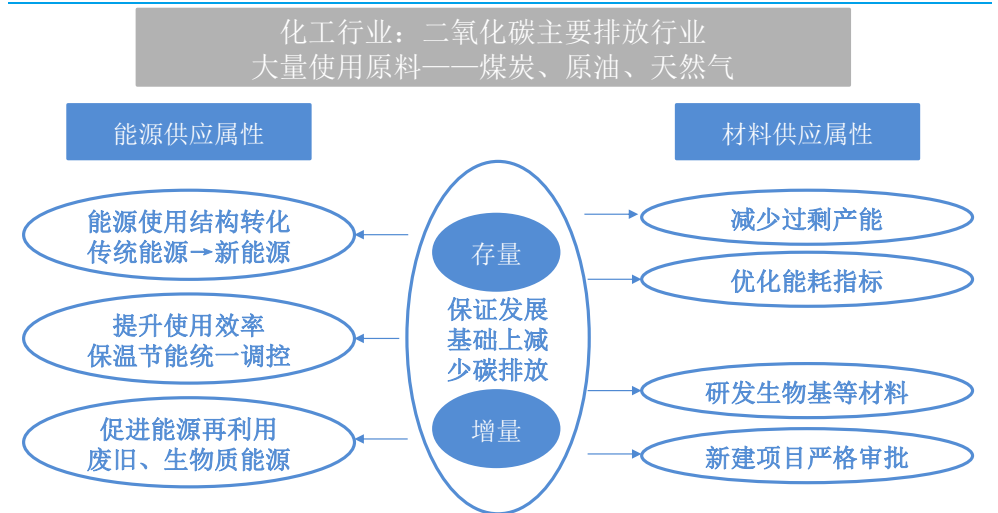 化工行业：二氧化碳主要排放行业
大量使用原料——煤炭、原油、天然气
能源供应属性
材料供应属性
能源使用结构转化
传统能源→新能源
提升使用效率
保温节能统一调控
促进能源再利用
废旧、生物质能源
存量
保证发展
基础上减
少碳排放
增量
减少过剩产能
优化能耗指标
研发生物基等材料
新建项目严格审批